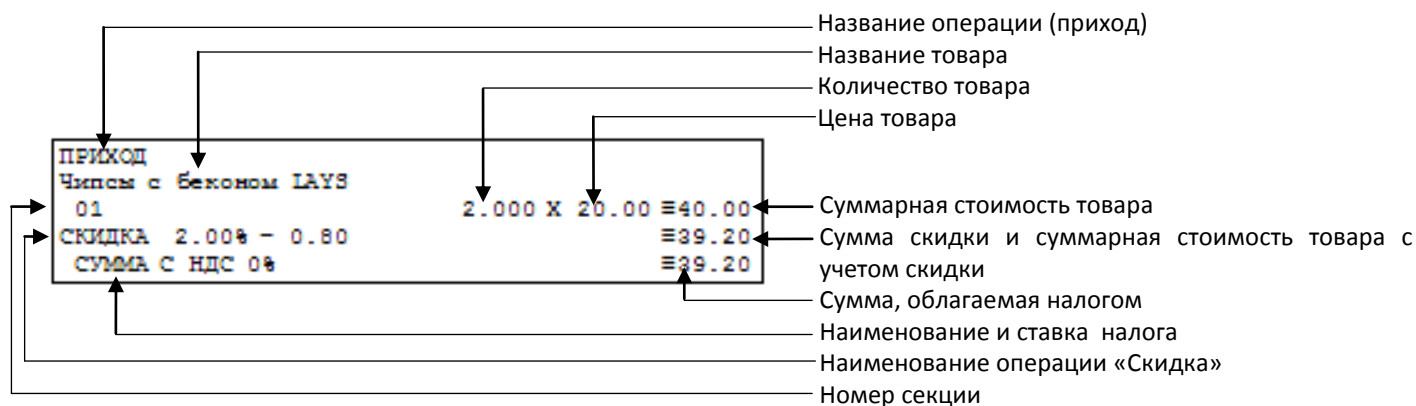 Название операции (приход)
Название товара
Количество товара
Цена товара
ПРИХОД
Чипсы с беконом LAYS
01 2.000 X 20.00 ≡40.00
СКИДКА 2.00% - 0.80 ≡39.20
СУММА С НДС 0% ≡39.20
Суммарная стоимость товара
Сумма скидки и суммарная стоимость товара с
учетом скидки
Сумма, облагаемая налогом
Наименование и ставка налога
Наименование операции «Скидка»
Номер секции